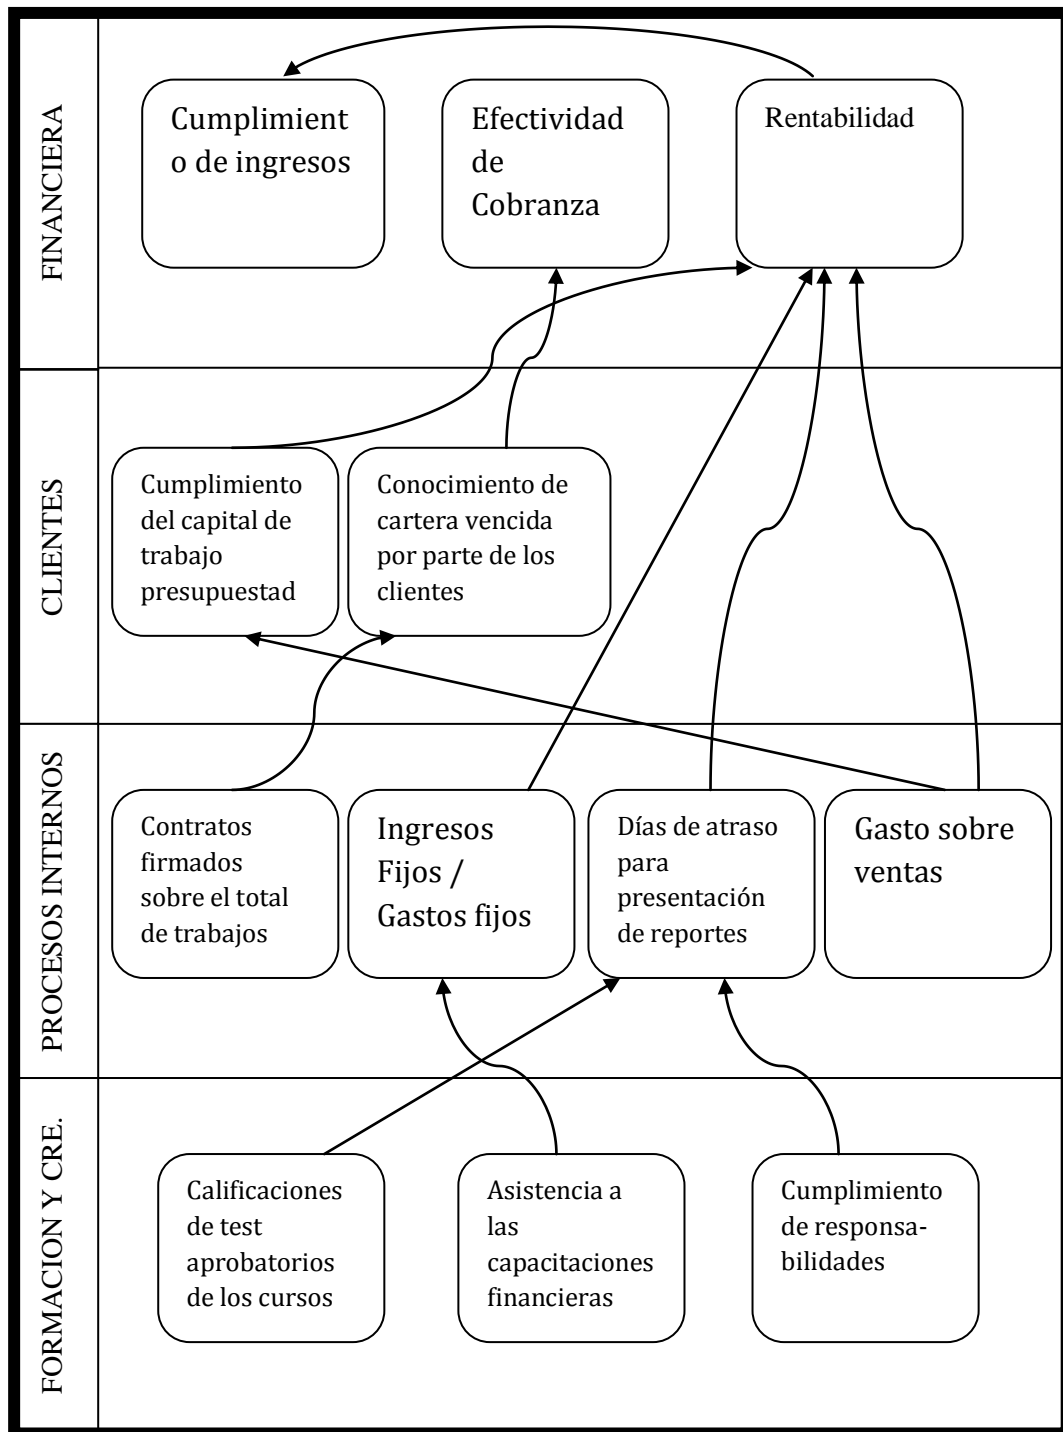 FINANCIERA
Cumplimient
o de ingresos
Efectividad
de
Cobranza
Rentabilidad
CLIENTES
Cumplimiento
del capital de
trabajo
presupuestad
Conocimiento de
cartera vencida
por parte de los
clientes
PROCESOS INTERNOS
Contratos
firmados
sobre el total
de trabajos
Ingresos
Fijos /
Gastos fijos
Días de atraso
para
presentación
de reportes
Gasto sobre
ventas
FORMACION Y CRE.
Calificaciones
de test
aprobatorios
de los cursos
Asistencia a
las
capacitaciones
financieras
Cumplimiento
de responsa-
bilidades